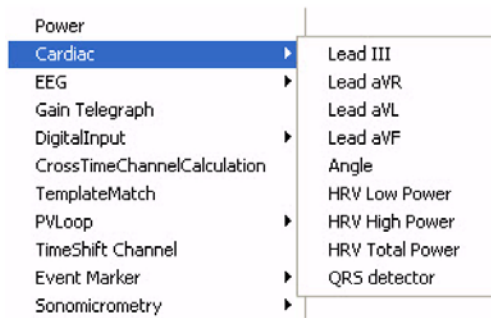 Power
Cardiac
EEG
Gain Telegraph
DigitalInput
CrossTimeChannelCalculation
TemplateMatch
PVLoop
TimeShift Channel
Event Marker
Sonomicrometry
Lead III
Lead aVR
Lead aVL
Lead aVF
Angle
HRV Low Power
HRV High Power
HRV Total Power
QRS detector